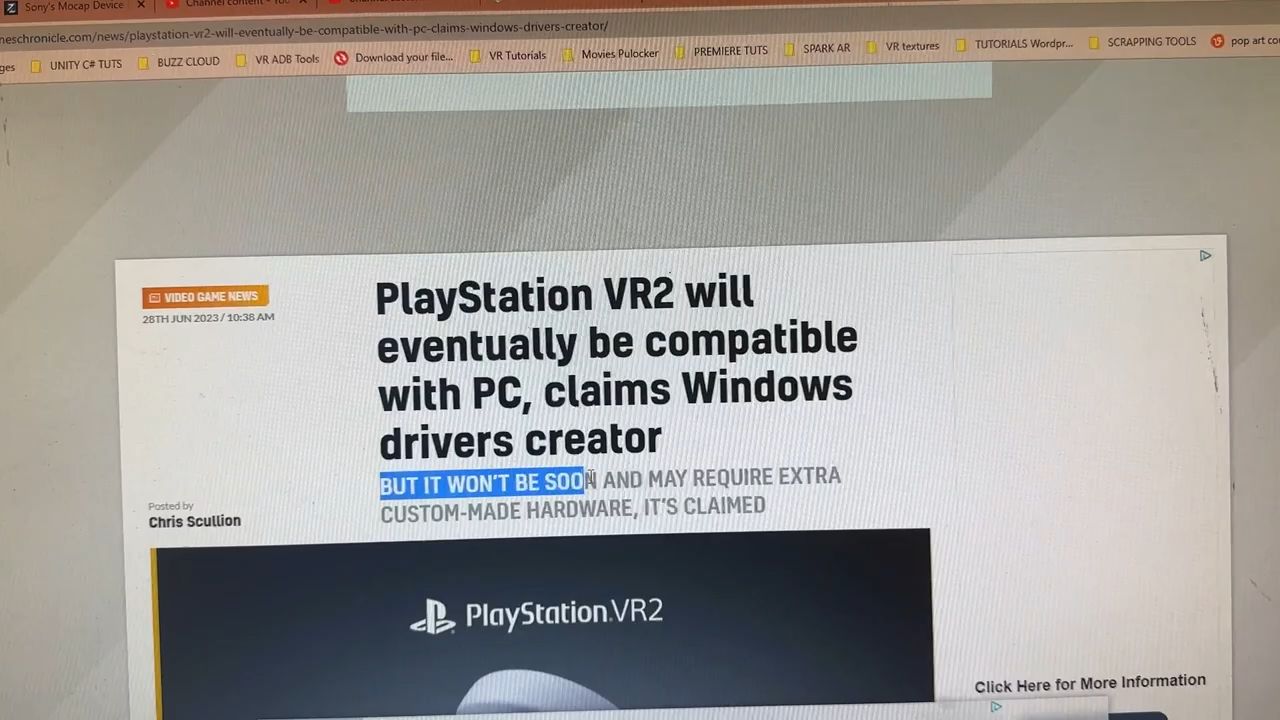 Sony's Mocap Device
Channel content - You
neschronicle.com/news/playstation-vr2-will-eventually-be-compatible-with-pc-claims-windows-drivers-creator/
ges UNITY C# TUTS BUZZ CLOUD VR ADB Tools Download your file... VR Tutorials Movies Pulocker PREMIERE TUTS SPARK AR VR textures TUTORIALS Wordpr... SCRAPPING TOOLS pop art co
VIDEO GAME NEWS
28TH JUN 2023 / 10:38 AM
PlayStation VR2 will
eventually be compatible
with PC, claims Windows
drivers creator
BUT IT WON'T BE SOON AND MAY REQUIRE EXTRA
CUSTOM-MADE HARDWARE, IT'S CLAIMED
Posted by
Chris Scullion
PlayStation.VR2
Click Here for More Information